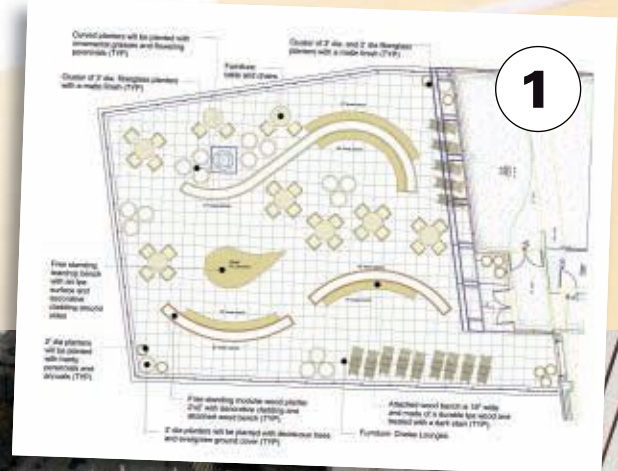 Curved planters will be planted with
ornamental grasses and flowering
perennials (TYP)
Cluster of 3' dia. fiberglass planters
with a matte finish (TYP)
Furniture:
table and chairs
Cluster of 3' dia. and 2' dia fiberglass
planters with a matte finish (TYP)
1
Free standing
teardrop bench
with an Ipe
surface and
decorative
cladding around
sides
2' dia planters
will be planted
with hardy
perennials and
annuals (TYP)
Free-standing modular wood planter
with decorative cladding and
attached wood bench (TYP)
3' dia planters will be planted with deciduous trees
and evergreen ground cover (TYP)
Attached wood bench is 18" wide
and made of a durable Ipe wood and
treated with a dark stain (TYP)
Furniture: Chaise Lounges